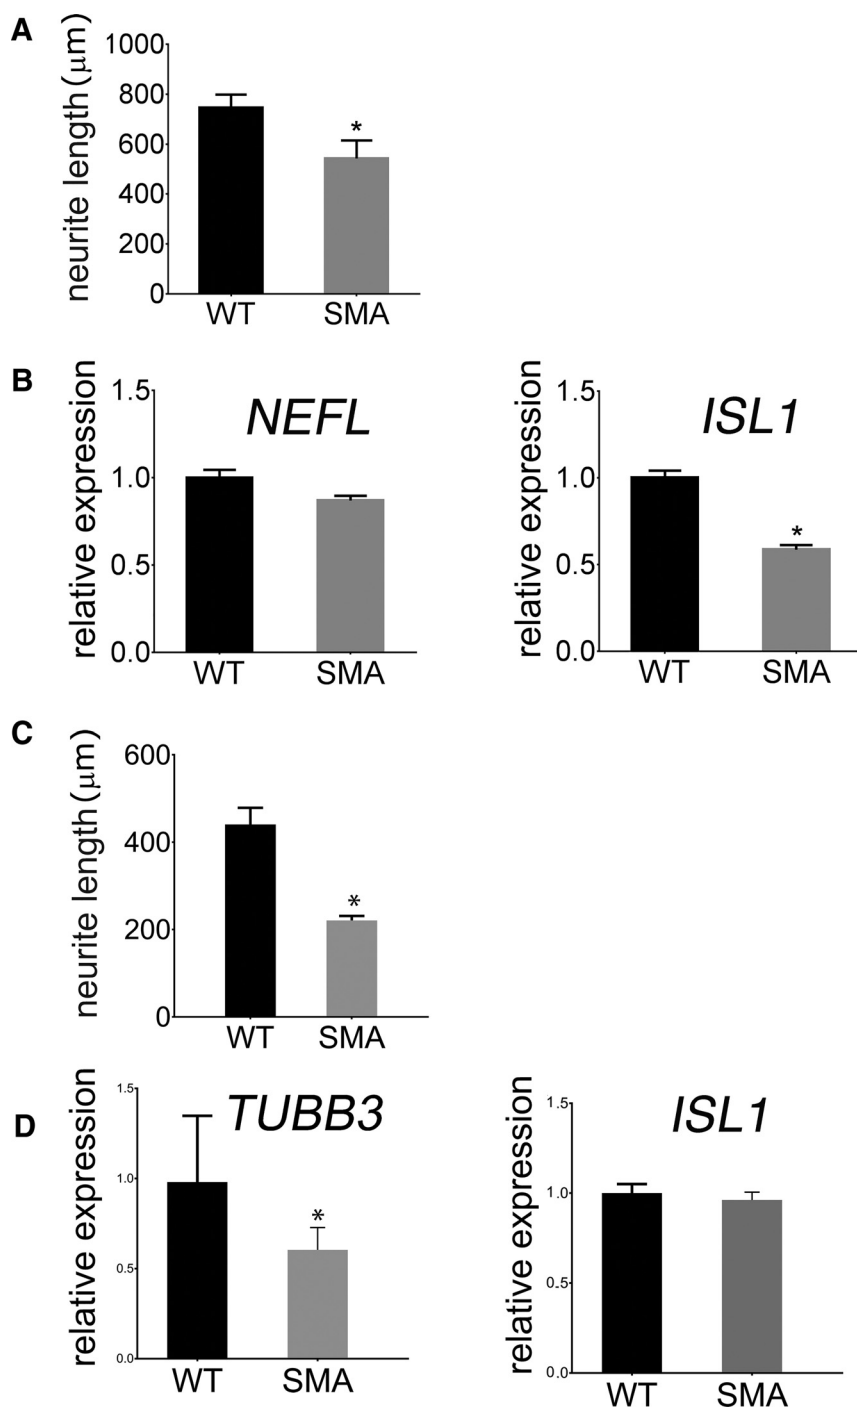 A
neurite length (μm)
1000
800
600
400
200
0
*
WT
SMA
B
relative expression
1.5
1.0
0.5
0.0
NEFL
WT
SMA
relative expression
1.5
1.0
0.5
0.0
ISL1
*
WT
SMA
C
neurite length (μm)
600
400
200
0
*
WT
SMA
D
relative expression
1.5
1.0
0.5
0.0
TUBB3
*
WT
SMA
relative expression
1.5
1.0
0.5
0.0
ISL1
WT
SMA